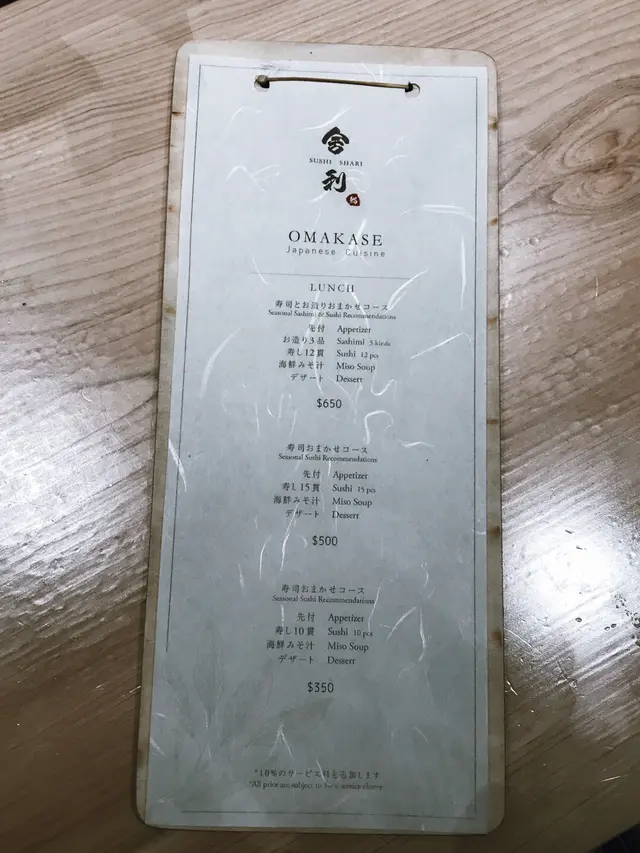 舍
SUSHI SHARI
利
OMAKASE
Japanese Cuisine
LUNCH
寿司とお造りおまかせコース
Seasonal Sashimi & Sushi Recommendations
先付 Appetizer
お造り3品 Sashimi 3 kinds
寿し12貫 Sushi 12 pcs
海鮮みそ汁 Miso Soup
デザート Dessert
$650
寿司おまかせコース
Seasonal Sushi Recommendations
先付 Appetizer
寿し15貫 Sushi 15 pcs
海鮮みそ汁 Miso Soup
デザート Dessert
$500
寿司おまかせコース
Seasonal Sushi Recommendations
先付 Appetizer
寿し10貫 Sushi 10 pcs
海鮮みそ汁 Miso Soup
デザート Dessert
$350
*10%のサービス料を追加します
*All price are subject to 10% service charge